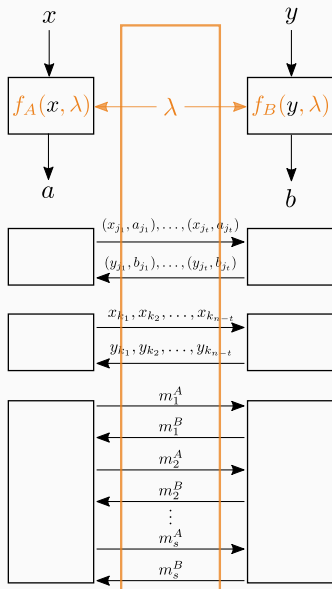 x y
f_A(x, λ) λ f_B(y, λ)
a b
(x_{j_1}, a_{j_1}), . . . , (x_{j_t}, a_{j_t})
(y_{j_1}, b_{j_1}), . . . , (y_{j_t}, b_{j_t})
x_{k_1}, x_{k_2}, . . . , x_{k_{n−t}}
y_{k_1}, y_{k_2}, . . . , y_{k_{n−t}}
m_1^A
m_1^B
m_2^A
m_2^B
⋮
m_s^A
m_s^B